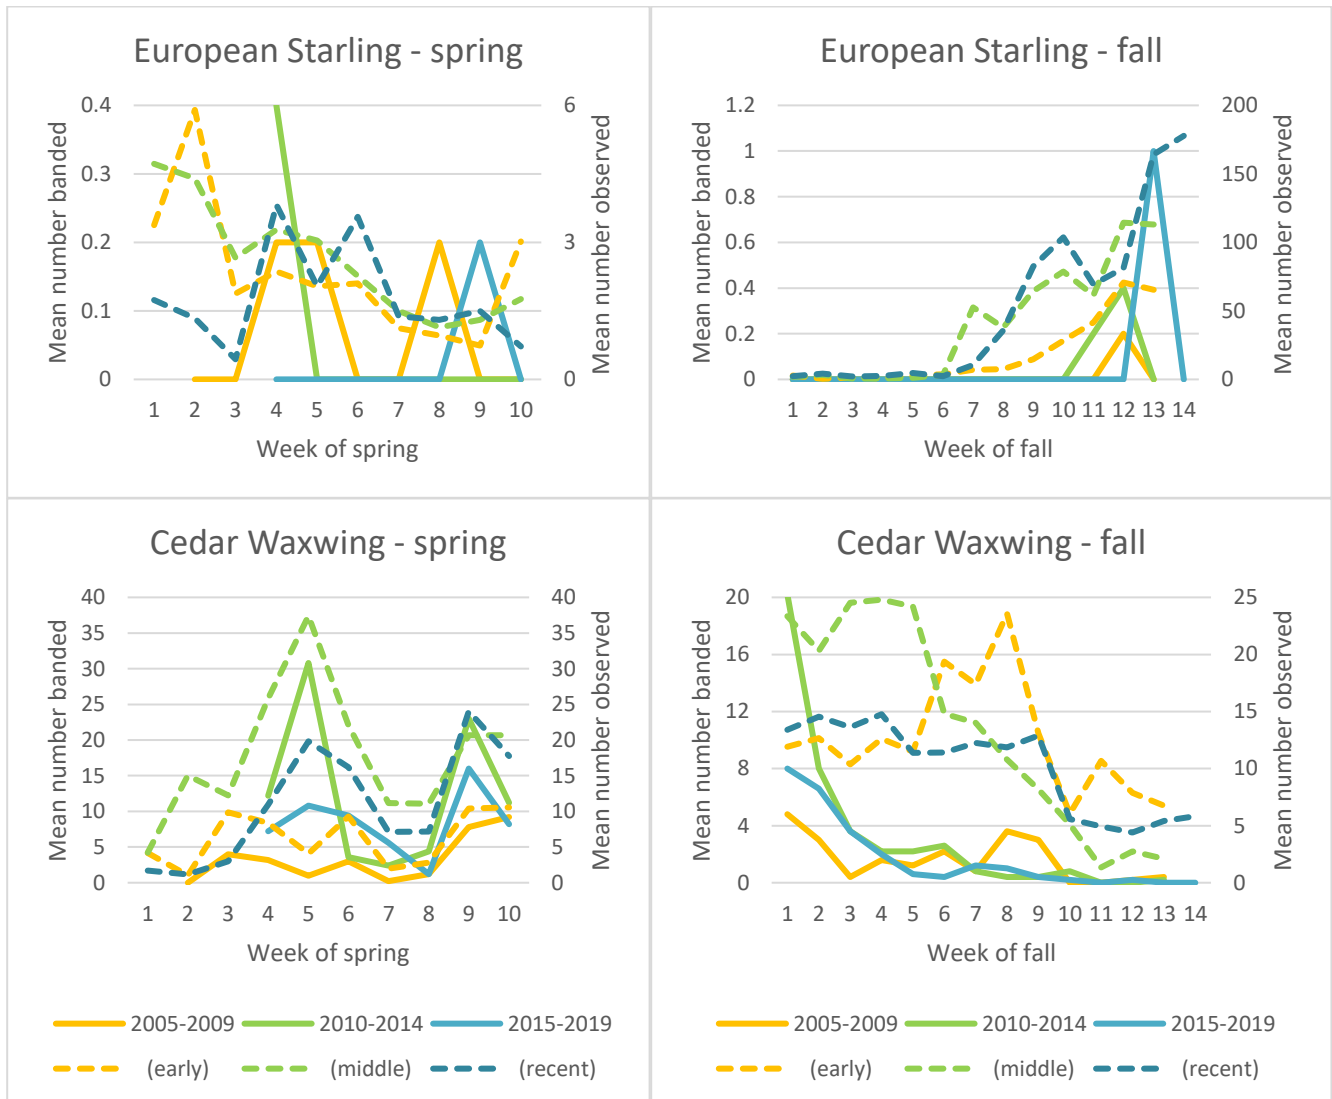 European Starling - spring
Mean number banded
0.4
0.3
0.2
0.1
0
6
3
0
Mean number observed
1 2 3 4 5 6 7 8 9 10
Week of spring
European Starling - fall
Mean number banded
1.2
1
0.8
0.6
0.4
0.2
0
200
150
100
50
0
Mean number observed
1 2 3 4 5 6 7 8 9 10 11 12 13 14
Week of fall
Cedar Waxwing - spring
Mean number banded
40
35
30
25
20
15
10
5
0
40
35
30
25
20
15
10
5
0
Mean number observed
1 2 3 4 5 6 7 8 9 10
Week of spring
2005-2009 2010-2014 2015-2019
(early) (middle) (recent)
Cedar Waxwing - fall
Mean number banded
20
16
12
8
4
0
25
20
15
10
5
0
Mean number observed
1 2 3 4 5 6 7 8 9 10 11 12 13 14
Week of fall
2005-2009 2010-2014 2015-2019
(early) (middle) (recent)